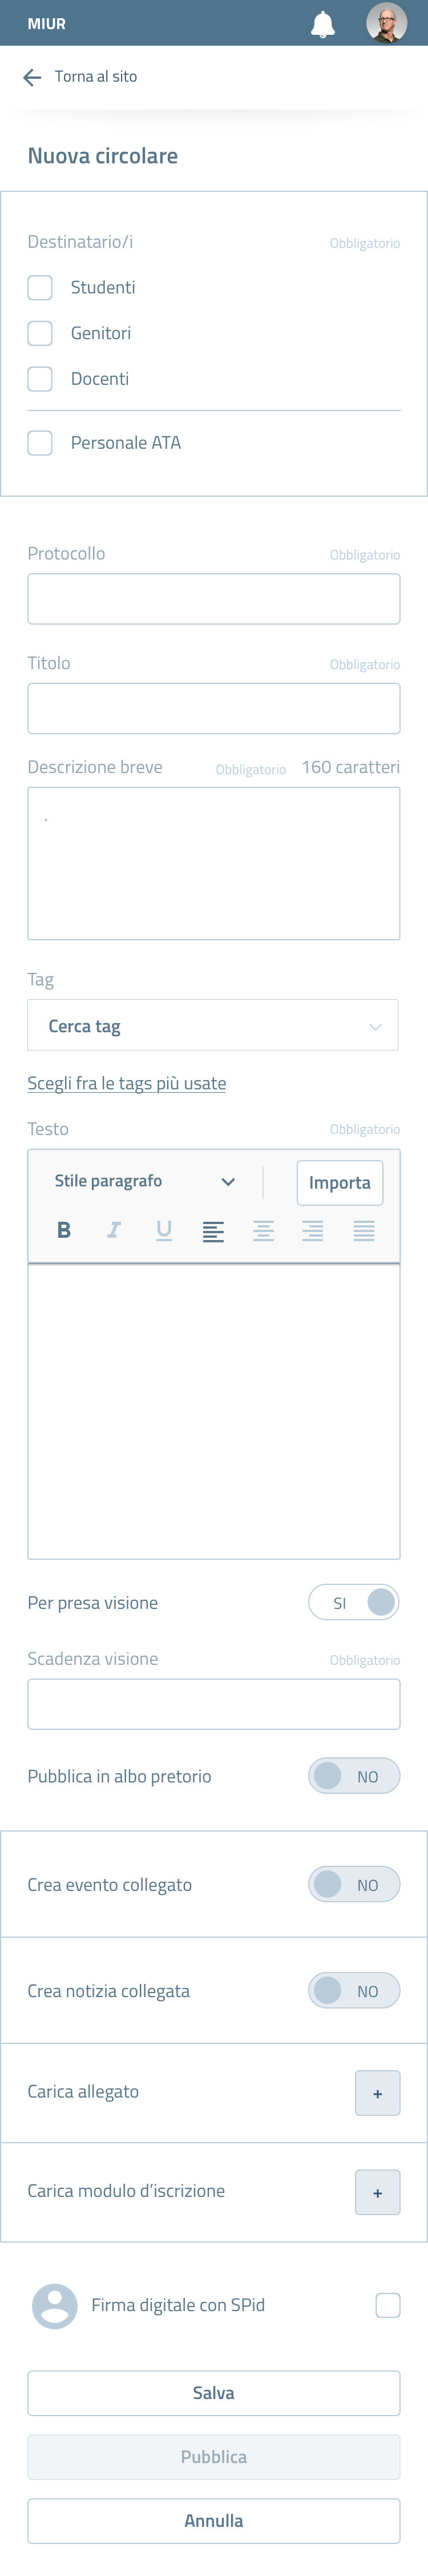 MIUR
Torna al sito
Nuova circolare
Destinatario/i Obbligatorio
Studenti
Genitori
Docenti
Personale ATA
Protocollo Obbligatorio
Titolo Obbligatorio
Descrizione breve Obbligatorio 160 caratteri
.
Tag
Cerca tag
Scegli fra le tags più usate
Testo Obbligatorio
Stile paragrafo Importa
B I U
Per presa visione SI
Scadenza visione Obbligatorio
Pubblica in albo pretorio NO
Crea evento collegato NO
Crea notizia collegata NO
Carica allegato +
Carica modulo d’iscrizione +
Firma digitale con SPid
Salva
Pubblica
Annulla